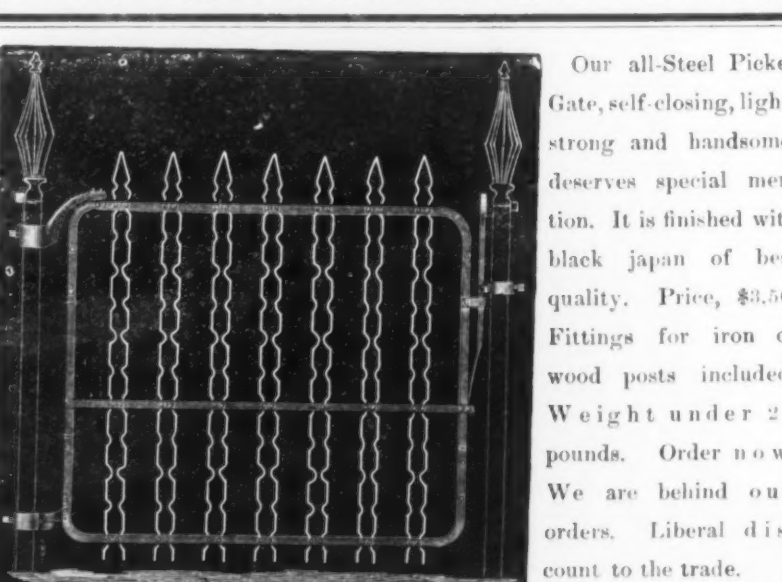 Our all-Steel Picke
Gate, self-closing, ligh
strong and handsome
deserves special men
tion. It is finished wit
black japan of bes
quality. Price, $3.50
Fittings for iron o
wood posts included
Weight under 2
pounds. Order now
We are behind ou
orders. Liberal dis
count to the trade.